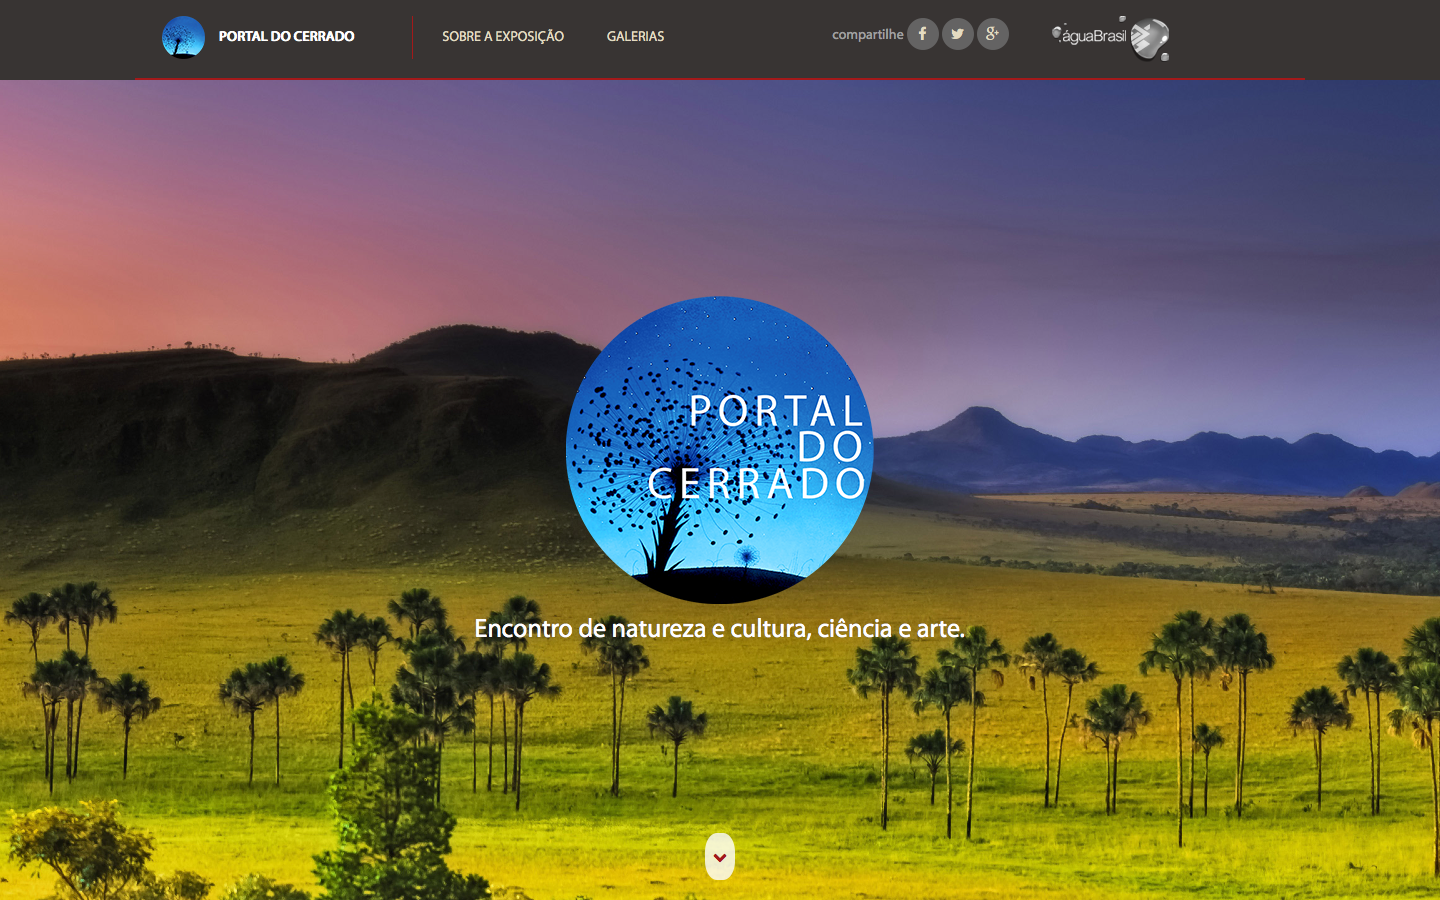 PORTAL DO CERRADO
SOBRE A EXPOSIÇÃO
GALERIAS
compartilhe
águaBrasil
PORTAL
DO
CERRADO
Encontro de natureza e cultura, ciência e arte.